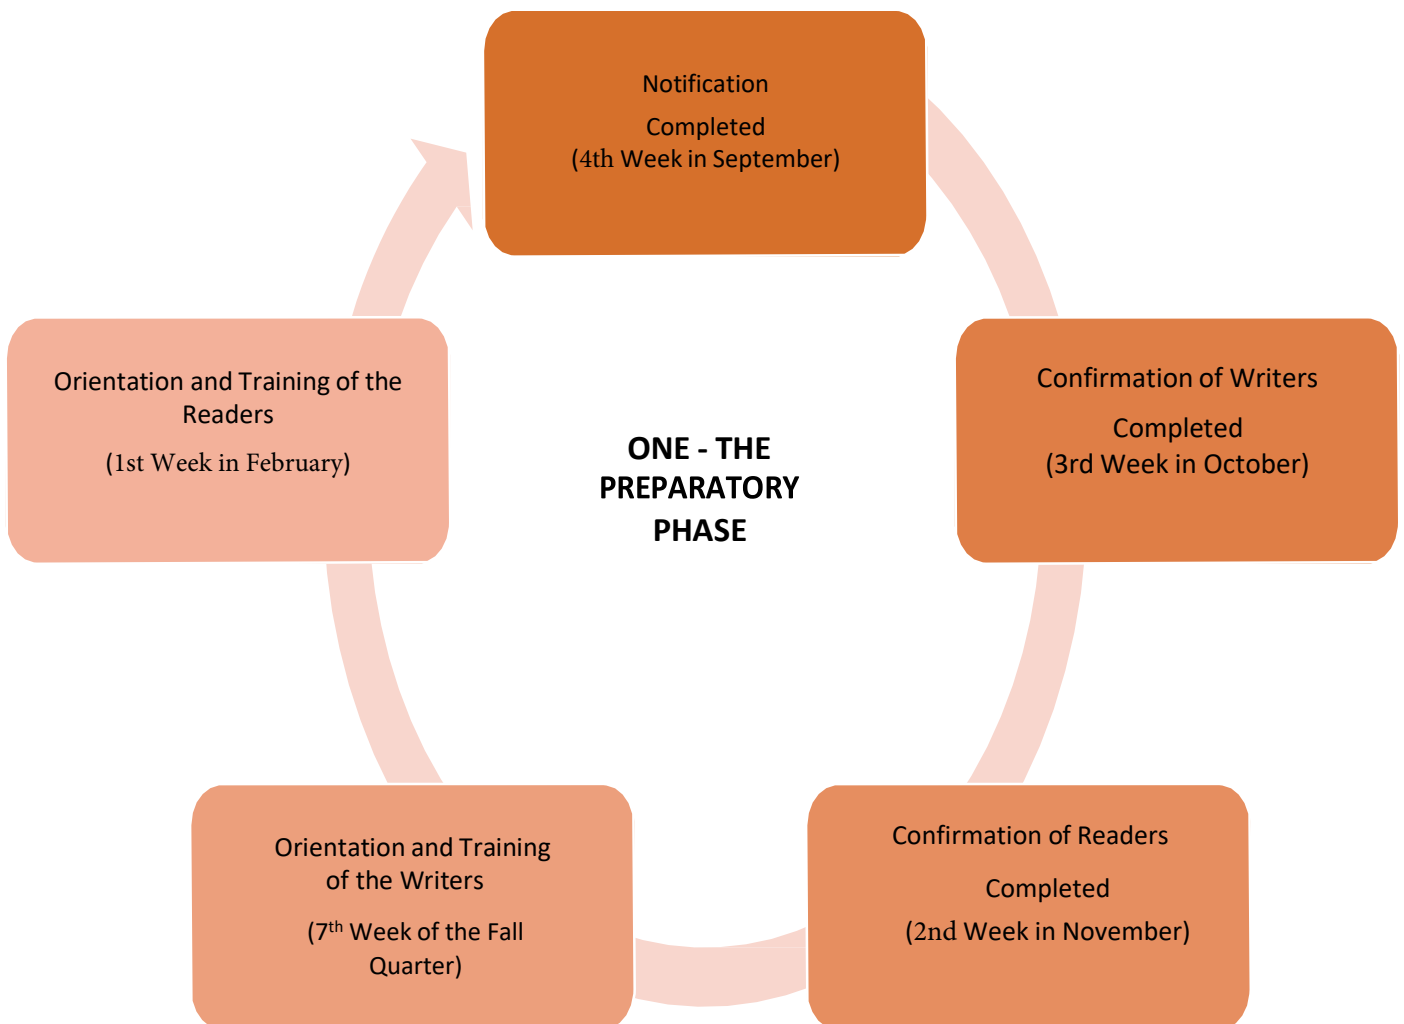 Notification
Completed
(4th Week in September)
Confirmation of Writers
Completed
(3rd Week in October)
Confirmation of Readers
Completed
(2nd Week in November)
Orientation and Training
of the Writers
(7th Week of the Fall
Quarter)
Orientation and Training of the
Readers
(1st Week in February)
ONE - THE
PREPARATORY
PHASE